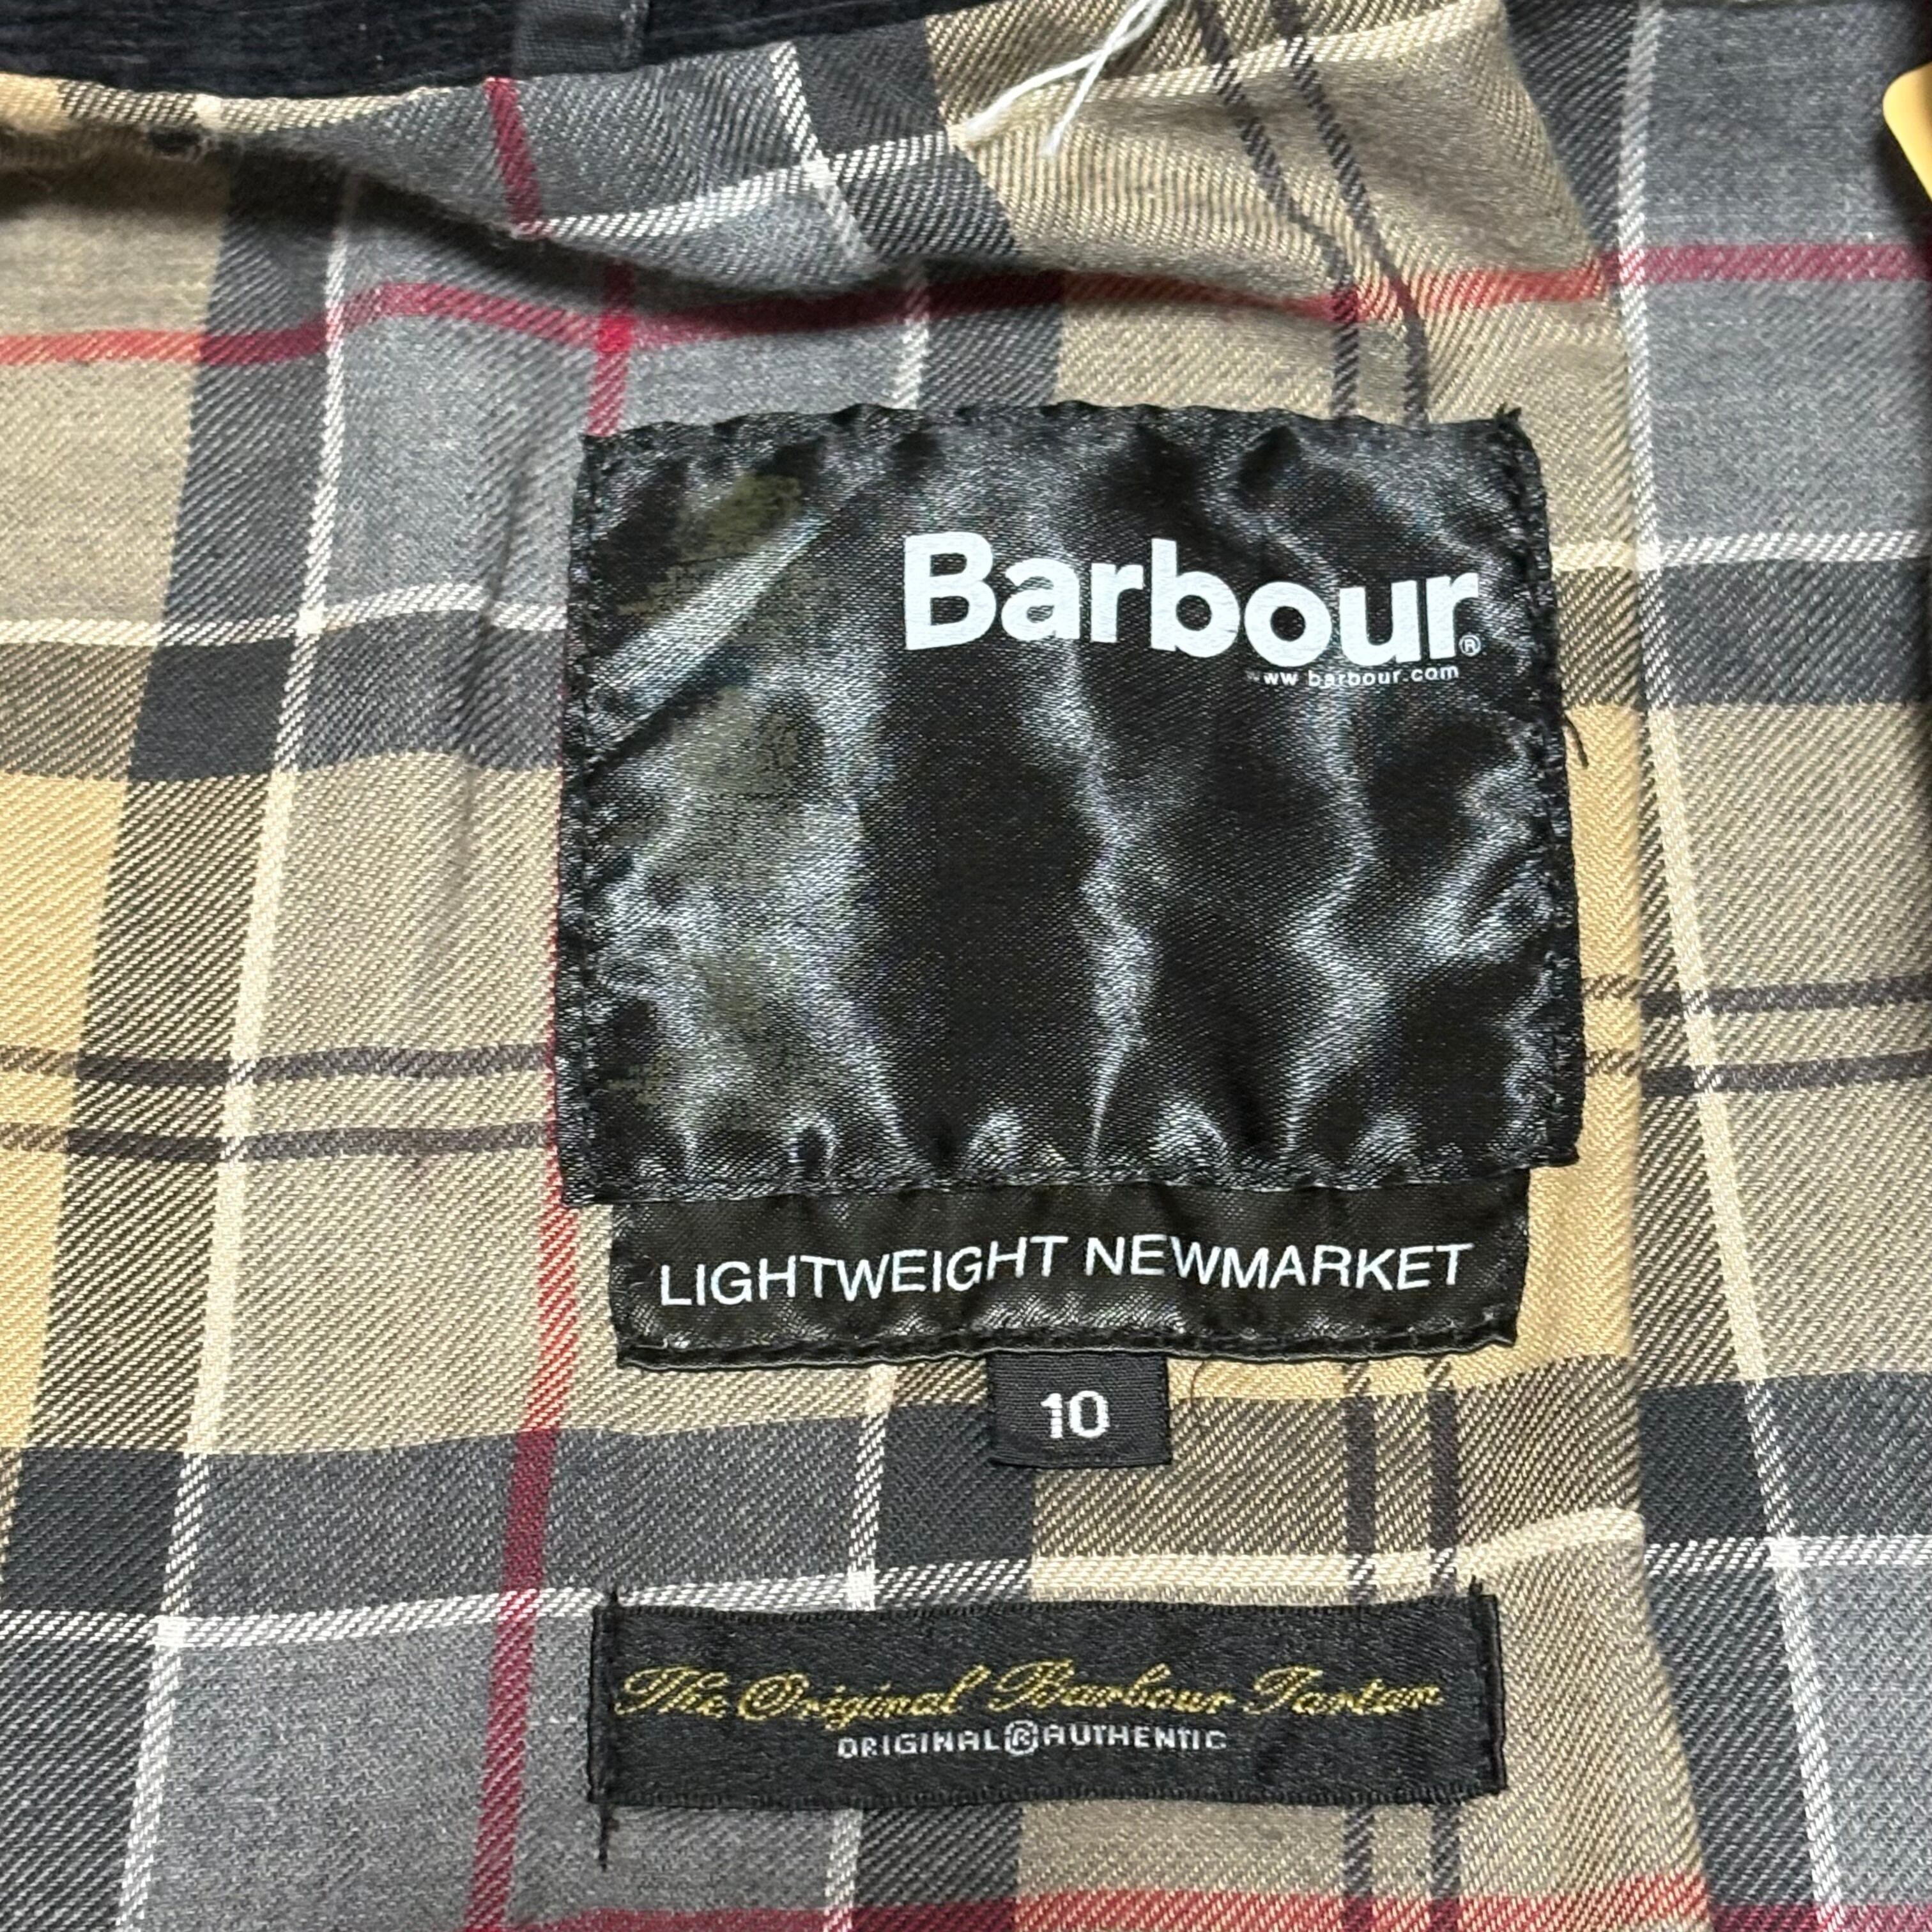 Barbour®
www.barbour.com
LIGHTWEIGHT NEWMARKET
10
The Original Barbour Tartan
ORIGINAL ® AUTHENTIC